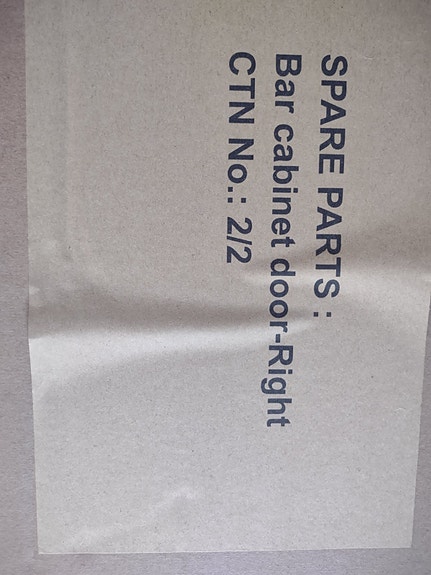 SPARE PARTS :
Bar cabinet door-Right
CTN No.: 2/2